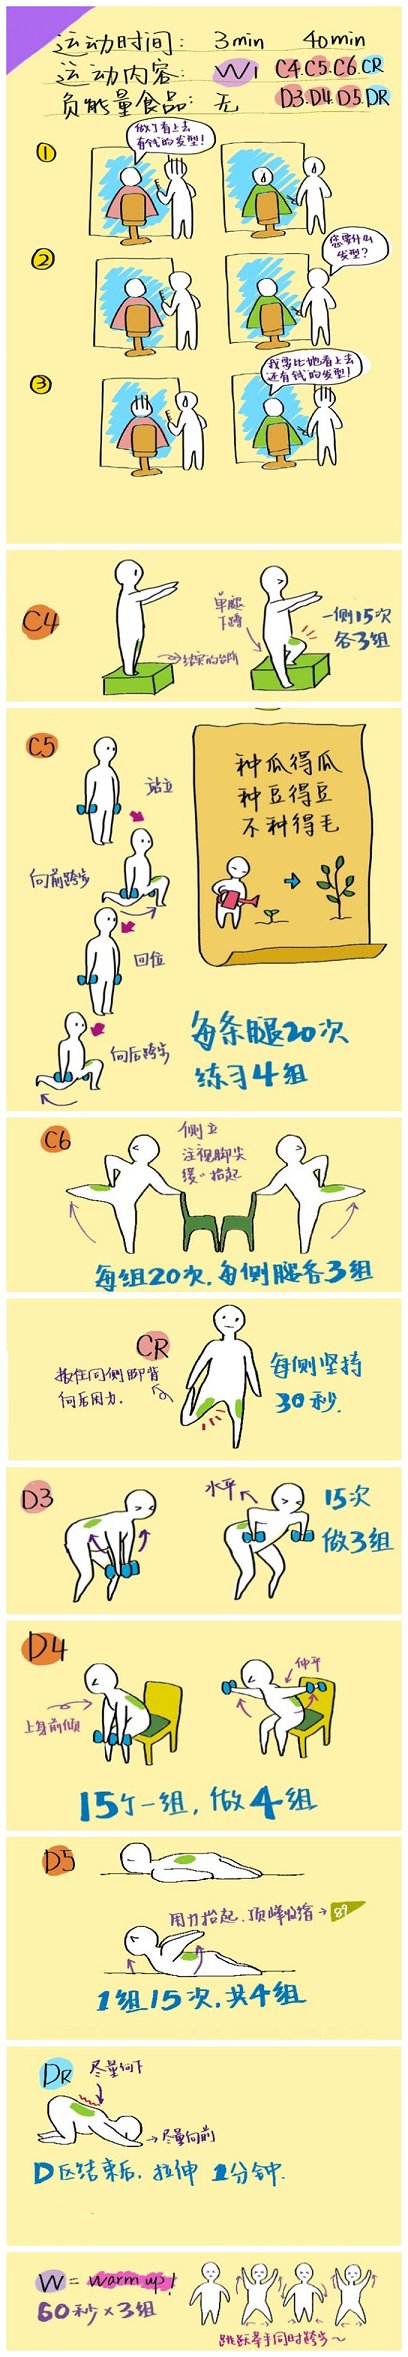 运动时间: 3min 40min
运动内容: W1 C4.C5.C6.CR
负能量食品: 无 D3.D4.D5.DR
①
做了看上去
有钱的发型!
②
您要什么
发型?
③
我要比她看上去
还有钱的发型!
C4
结实的台阶
单腿
下蹲
一侧15次
各3组
C5
站立
向前跨步
回位
向后跨步
种瓜得瓜
种豆得豆
不种得毛
每条腿20次
练习4组
C6
侧立
注视脚尖
缓缓抬起
每组20次.每侧腿各3组
CR
扳住同侧脚背
向后用力.
每侧坚持
30秒.
D3
水平
15次
做3组
D4
上身前倾
伸平
15个一组, 做4组
D5
用力抬起.顶峰收缩→89
1组15次,共4组
DR
尽量向下
尽量向前
D区结束后, 拉伸 1分钟.
W = warm up!
60秒×3组
跳跃举手同时跨步~